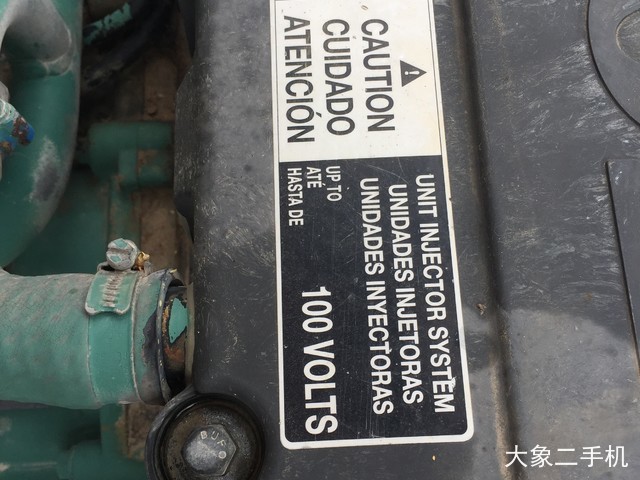 CAUTION
CUIDADO
ATENCIÓN
UNIT INJECTOR SYSTEM
UNIDADES INJETORAS
UNIDADES INYECTORAS
UP TO
ATÉ
HASTA DE
100 VOLTS
BUFO
大象二手机